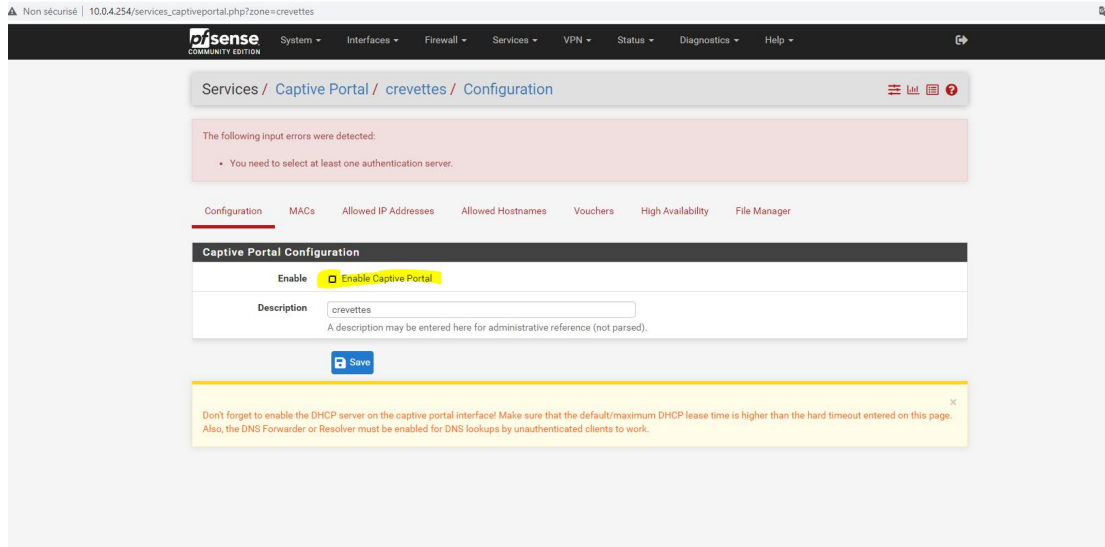 Non sécurisé | 10.0.4.254/services_captiveportal.php?zone=crevettes
pfsense System Interfaces Firewall Services VPN Status Diagnostics Help
COMMUNITY EDITION
Services / Captive Portal / crevettes / Configuration
The following input errors were detected:
• You need to select at least one authentication server.
Configuration MACs Allowed IP Addresses Allowed Hostnames Vouchers High Availability File Manager
Captive Portal Configuration
Enable Enable Captive Portal
Description crevettes
A description may be entered here for administrative reference (not parsed).
Save
Don't forget to enable the DHCP server on the captive portal interface! Make sure that the default/maximum DHCP lease time is higher than the hard timeout entered on this page.
Also, the DNS Forwarder or Resolver must be enabled for DNS lookups by unauthenticated clients to work.